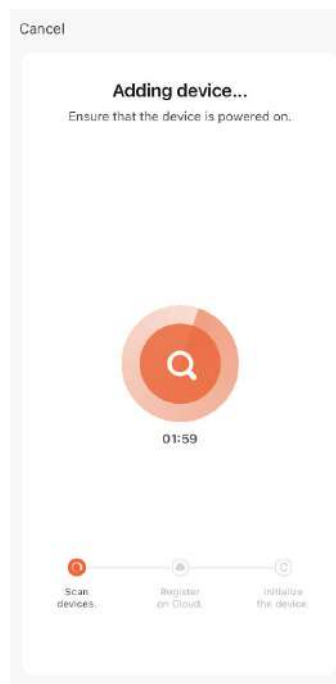 Cancel
Adding device...
Ensure that the device is powered on.
01:59
Scan
devices.
Register
on Cloud.
Initialize
the device.